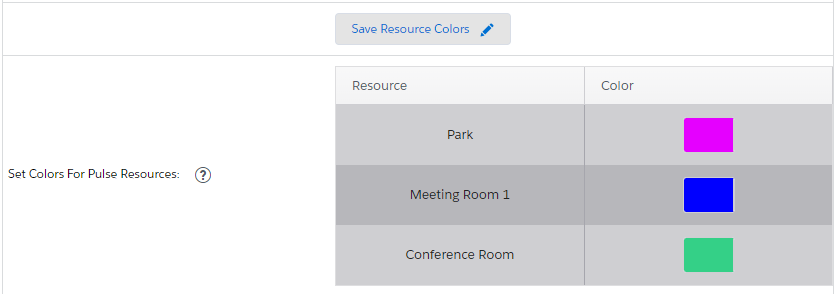 Save Resource Colors
Resource Color
Park
Set Colors For Pulse Resources: ?
Meeting Room 1
Conference Room